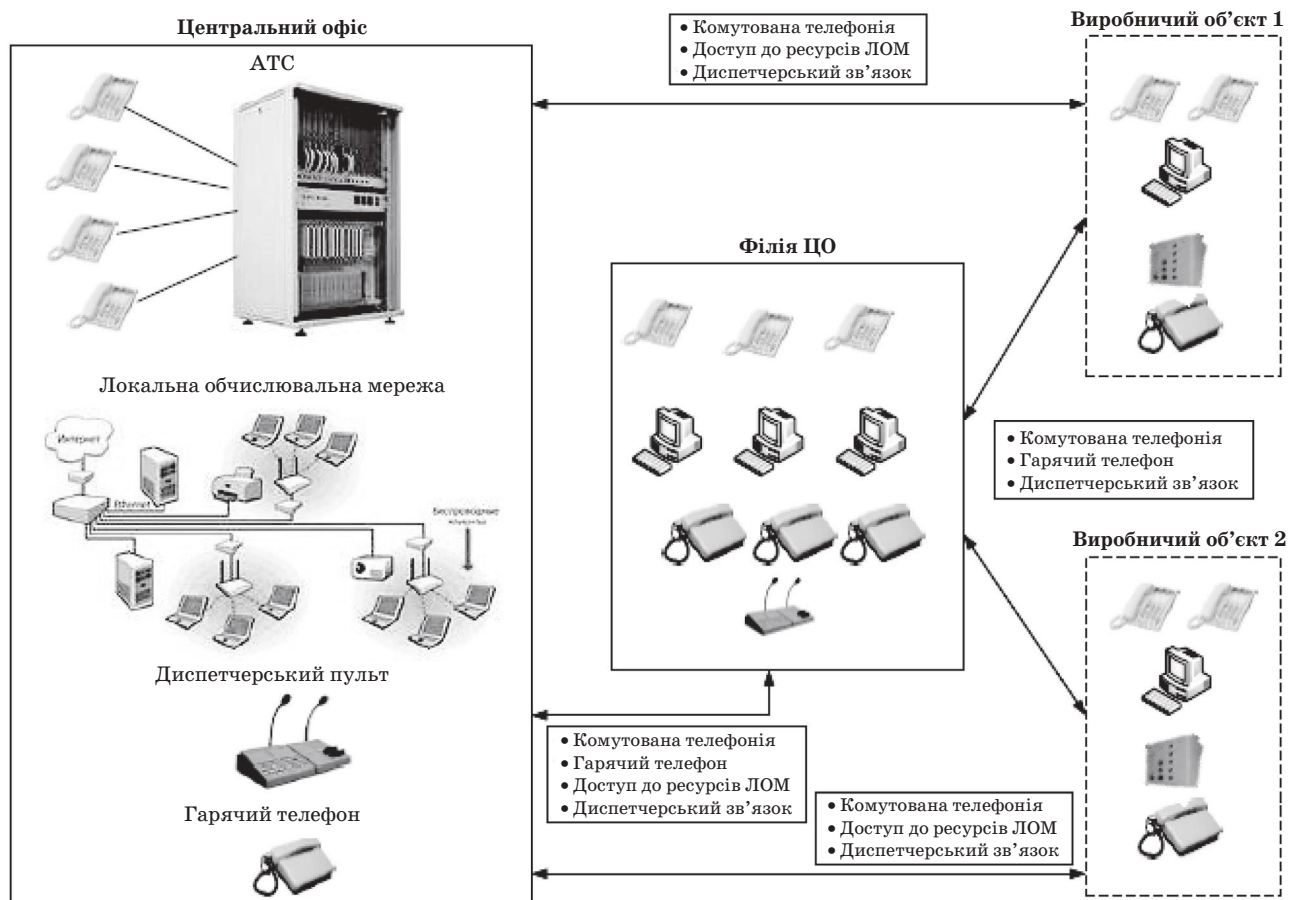 Центральний офіс
АТС
Локальна обчислювальна мережа
Интернет
Ethernet
Беспроводные
Диспетчерський пульт
Гарячий телефон
• Комутована телефонія
• Доступ до ресурсів ЛОМ
• Диспетчерський зв’язок
Виробничий об’єкт 1
Філія ЦО
• Комутована телефонія
• Гарячий телефон
• Диспетчерський зв’язок
Виробничий об’єкт 2
• Комутована телефонія
• Гарячий телефон
• Доступ до ресурсів ЛОМ
• Диспетчерський зв’язок
• Комутована телефонія
• Доступ до ресурсів ЛОМ
• Диспетчерський зв’язок